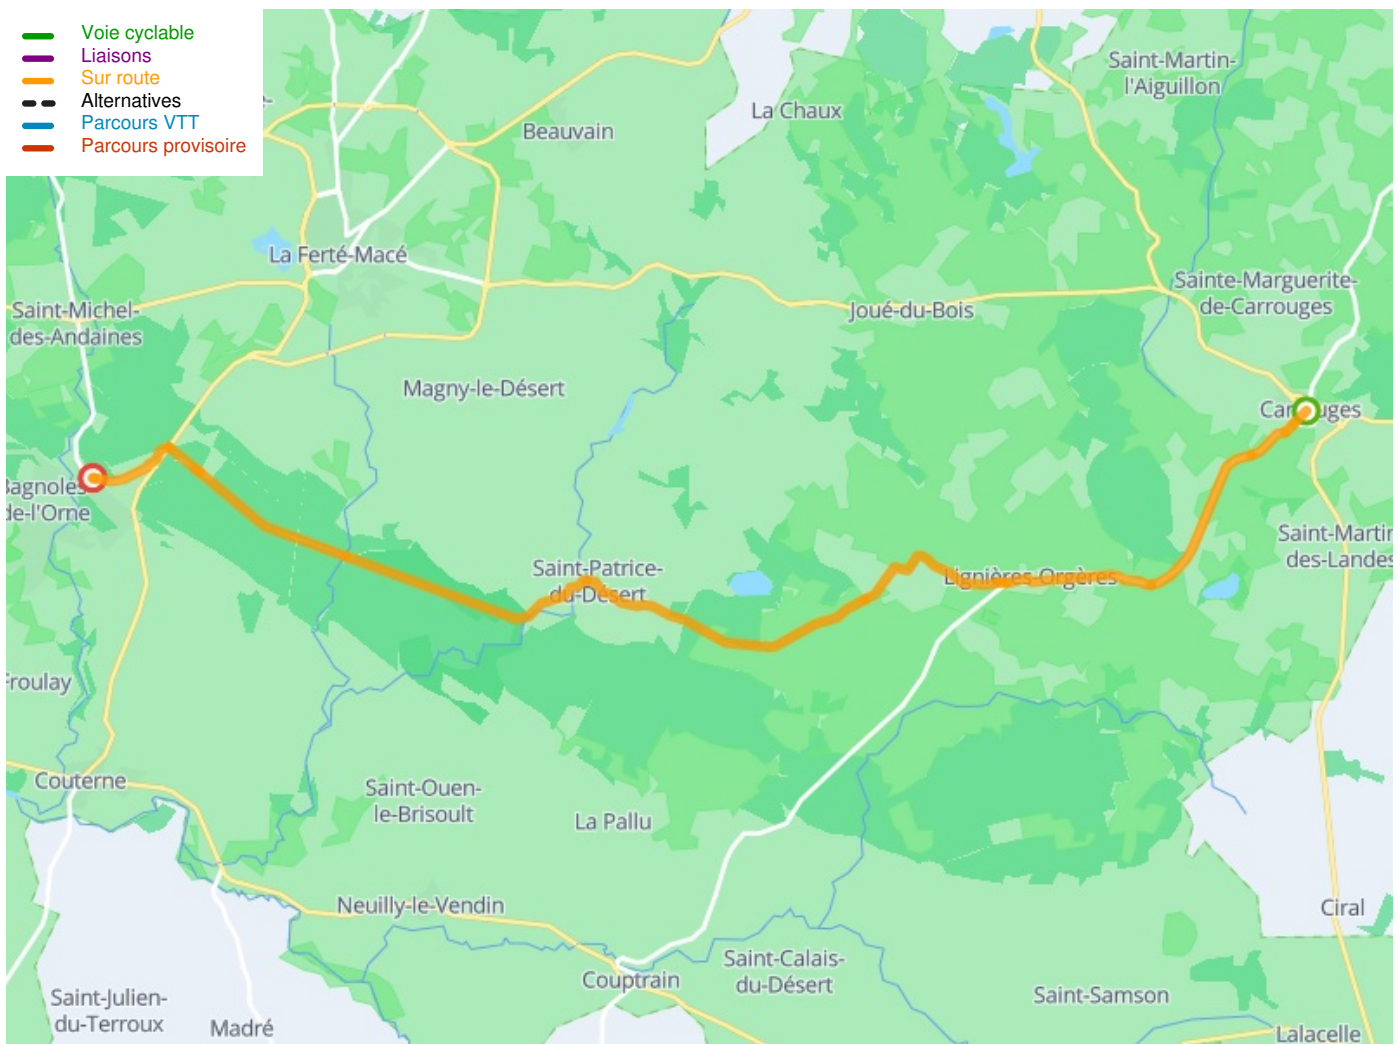 Voie cyclable
Liaisons
Sur route
Alternatives
Parcours VTT
Parcours provisoire
Saint-Martin-
l'Aiguillon
La Chaux
Beauvain
La Ferté-Macé
Sainte-Marguerite-
de-Carrouges
Saint-Michel-
des-Andaines
Joué-du-Bois
Magny-le-Désert
Carrouges
Bagnoles-
de-l'Orne
Saint-Martin-
des-Landes
Saint-Patrice-
du-Désert
Lignières-Orgères
Froulay
Couterne
Saint-Ouen-
le-Brisoult
La Pallu
Neuilly-le-Vendin
Ciral
Saint-Calais-
du-Désert
Couptrain
Saint-Samson
Saint-Julien-
du-Terroux
Madré
Lalacelle